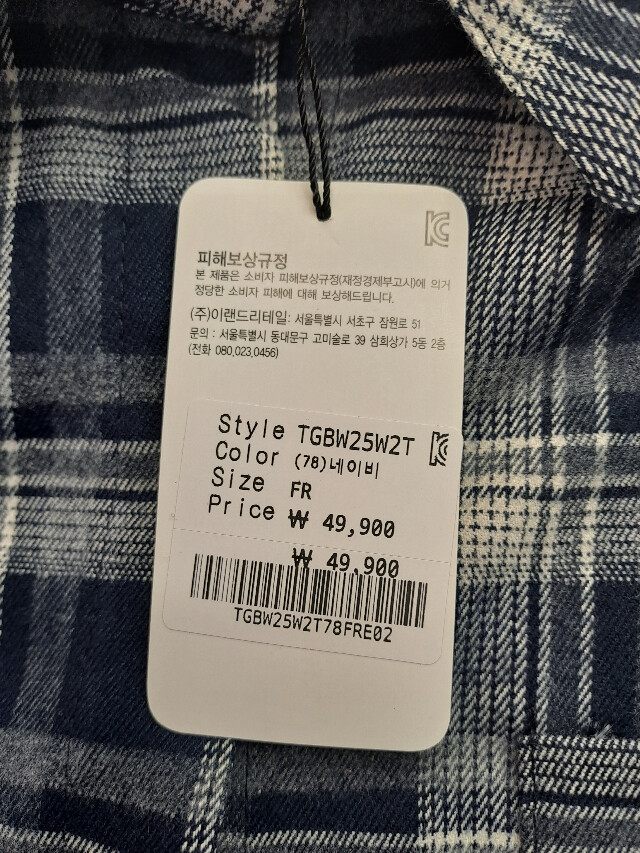 피해보상규정
본 제품은 소비자 피해보상규정(재정경제부고시)에 의거
정당한 소비자 피해에 대해 보상해드립니다.
(주)이랜드리테일: 서울특별시 서초구 잠원로 51
문의 : 서울특별시 동대문구 고미술로 39 삼희상가 5동 2층
(전화 080,023,0456)
Style TGBW25W2T
Color (78)네이비
Size FR
Price ₩ 49,900
₩ 49,900
TGBW25W2T78FRE02